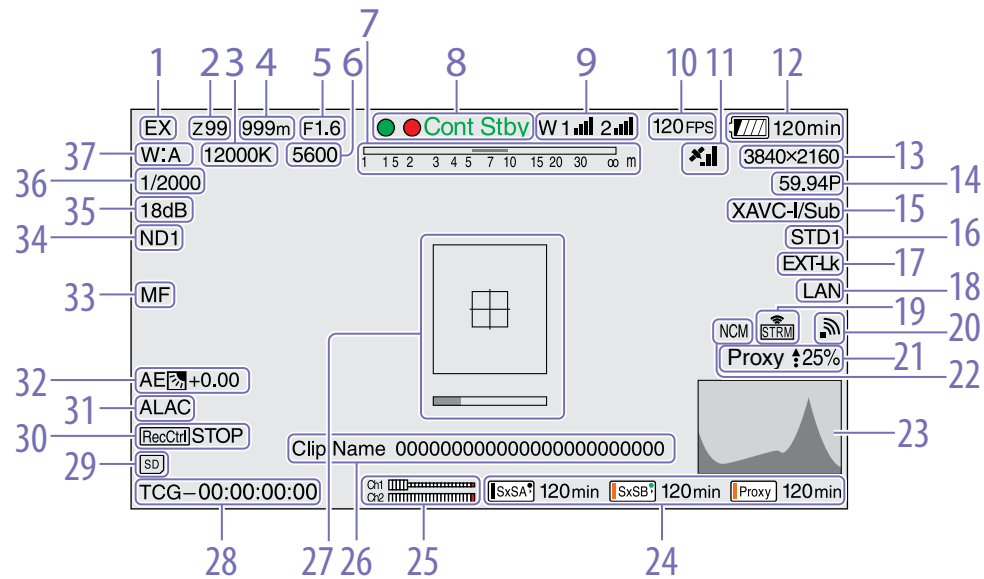 7
1 2 3 4 5 6 8 9 10 11 12
EX Z99 999m F1.6 Cont Stby W 1 2 120FPS 120min
37 W:A 12000K 5600 1 1 5 2 3 4 5 7 10 15 20 30 ∞ m 3840×2160 13
36 1/2000 59.94P 14
35 18dB XAVC-I/Sub 15
34 ND1 STD1 16
EXT-Lk 17
33 MF LAN 18
19
NCM STRM 20
Proxy 25% 21
32 AE +0.00 22
31 ALAC
30 RecCtrl STOP 23
Clip Name 000000000000000000000000
29 SD
TCG–00:00:00:00 Ch1 SxSA 120min SxSB 120min Proxy 120min
Ch2
28 27 26 25 24